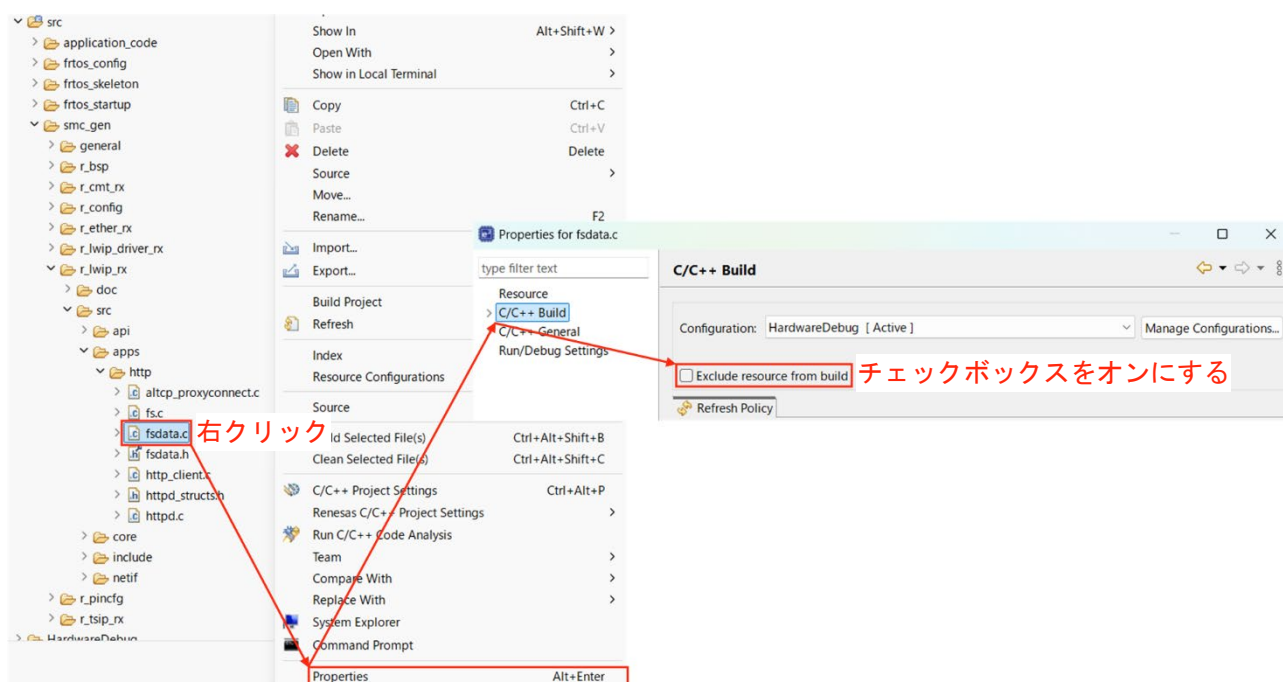 src
application_code
frtos_config
frtos_skeleton
frtos_startup
smc_gen
general
r_bsp
r_cmt_rx
r_config
r_ether_rx
r_lwip_driver_rx
r_lwip_rx
doc
src
api
apps
http
altcp_proxyconnect.c
fs.c
fsdata.c 右クリック
fsdata.h
http_client.c
httpd_structs.h
httpd.c
core
include
netif
r_pincfg
r_tsip_rx
HardwareDebug
Show In Alt+Shift+W >
Open With >
Show in Local Terminal >
Copy Ctrl+C
Paste Ctrl+V
Delete Delete
Source >
Move...
Rename... F2
Import...
Export...
Build Project
Refresh
Index
Resource Configurations
Source
ld Selected File(s) Ctrl+Alt+Shift+B
Clean Selected File(s) Ctrl+Alt+Shift+C
C/C++ Project Settings Ctrl+Alt+P
Renesas C/C++ Project Settings >
Run C/C++ Code Analysis
Team >
Compare With >
Replace With >
System Explorer
Command Prompt
Properties Alt+Enter
Properties for fsdata.c
type filter text
Resource
C/C++ Build
C/C++ General
Run/Debug Settings
C/C++ Build
Configuration: HardwareDebug [ Active ] Manage Configurations...
Exclude resource from build チェックボックスをオンにする
Refresh Policy